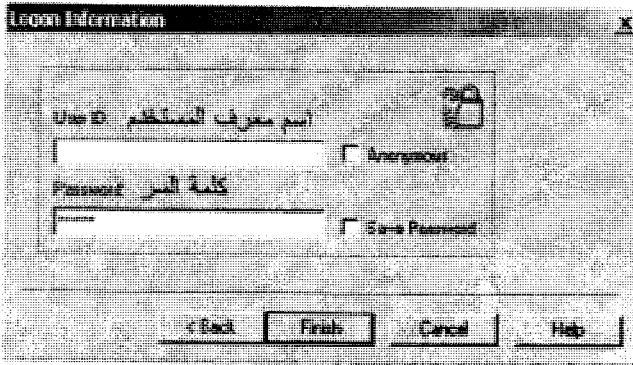 Logon Information
User ID اسم معرف المستخدم
Anonymous
Password كلمة السر
Save Password
< Back Finish Cancel Help